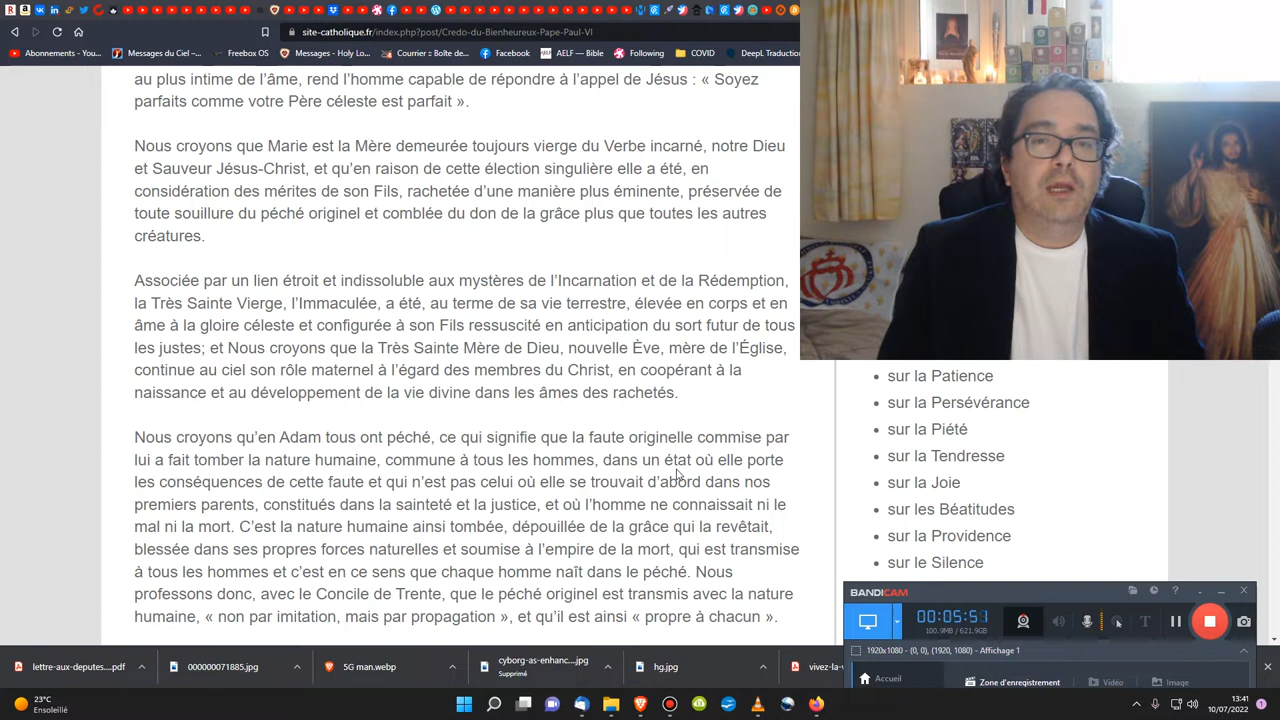 site-catholique.fr/index.php?post/Credo-du-Bienheureux-Pape-Paul-VI
Abonnements - You...
Messages du Ciel –...
Freebox OS
Messages - Holy Lo...
Courrier :: Boîte de...
Facebook
AELF — Bible
Following
COVID
DeepL Traduction
au plus intime de l’âme, rend l’homme capable de répondre à l’appel de Jésus : « Soyez
parfaits comme votre Père céleste est parfait ».
Nous croyons que Marie est la Mère demeurée toujours vierge du Verbe incarné, notre Dieu
et Sauveur Jésus-Christ, et qu’en raison de cette élection singulière elle a été, en
considération des mérites de son Fils, rachetée d’une manière plus éminente, préservée de
toute souillure du péché originel et comblée du don de la grâce plus que toutes les autres
créatures.
Associée par un lien étroit et indissoluble aux mystères de l’Incarnation et de la Rédemption,
la Très Sainte Vierge, l’Immaculée, a été, au terme de sa vie terrestre, élevée en corps et en
âme à la gloire céleste et configurée à son Fils ressuscité en anticipation du sort futur de tous
les justes; et Nous croyons que la Très Sainte Mère de Dieu, nouvelle Ève, mère de l’Église,
continue au ciel son rôle maternel à l’égard des membres du Christ, en coopérant à la
naissance et au développement de la vie divine dans les âmes des rachetés.
Nous croyons qu’en Adam tous ont péché, ce qui signifie que la faute originelle commise par
lui a fait tomber la nature humaine, commune à tous les hommes, dans un état où elle porte
les conséquences de cette faute et qui n’est pas celui où elle se trouvait d’abord dans nos
premiers parents, constitués dans la sainteté et la justice, et où l’homme ne connaissait ni le
mal ni la mort. C’est la nature humaine ainsi tombée, dépouillée de la grâce qui la revêtait,
blessée dans ses propres forces naturelles et soumise à l’empire de la mort, qui est transmise
à tous les hommes et c’est en ce sens que chaque homme naît dans le péché. Nous
professons donc, avec le Concile de Trente, que le péché originel est transmis avec la nature
humaine, « non par imitation, mais par propagation », et qu’il est ainsi « propre à chacun ».
sur la Patience
sur la Persévérance
sur la Piété
sur la Tendresse
sur la Joie
sur les Béatitudes
sur la Providence
sur le Silence
BANDICAM
00:05:51
100.9MB / 621.9GB
1920x1080 - (0, 0), (1920, 1080) - Affichage 1
Accueil
Zone d'enregistrement
Vidéo
Image
lettre-aux-deputes....pdf
000000071885.jpg
5G man.webp
cyborg-as-enhanc....jpg
Supprimé
hg.jpg
vivez-la-v
23°C
Ensoleillé
13:41
10/07/2022